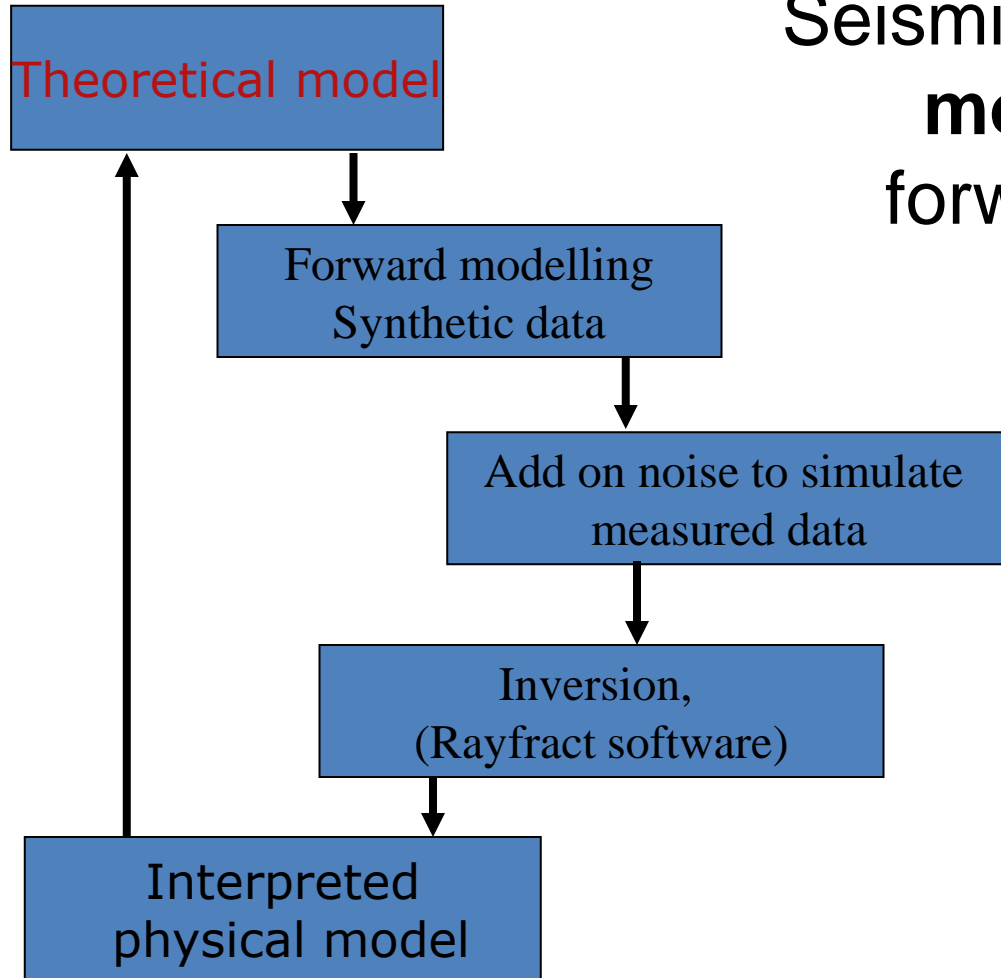 Theoretical model
Forward modelling
Synthetic data
Add on noise to simulate
measured data
Inversion,
(Rayfract software)
Interpreted
physical model